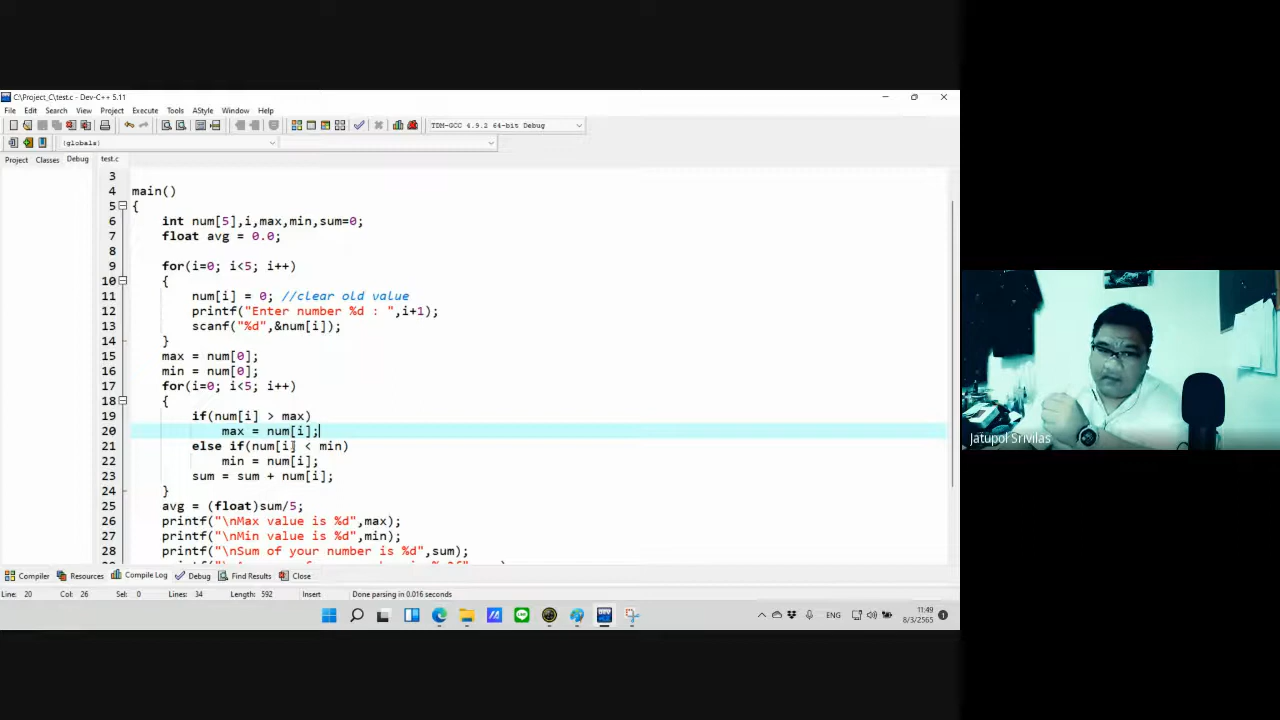 C:\Project_C\test.c - Dev-C++ 5.11
File Edit Search View Project Execute Tools AStyle Window Help
TDM-GCC 4.9.2 64-bit Debug
(globals)
Project Classes Debug test.c
3
4 main()
5 {
6 int num[5],i,max,min,sum=0;
7 float avg = 0.0;
8
9 for(i=0; i<5; i++)
10 {
11 num[i] = 0; //clear old value
12 printf("Enter number %d : ",i+1);
13 scanf("%d",&num[i]);
14 }
15 max = num[0];
16 min = num[0];
17 for(i=0; i<5; i++)
18 {
19 if(num[i] > max)
20 max = num[i];
21 else if(num[i] < min)
22 min = num[i];
23 sum = sum + num[i];
24 }
25 avg = (float)sum/5;
26 printf("\nMax value is %d",max);
27 printf("\nMin value is %d",min);
28 printf("\nSum of your number is %d",sum);
Compiler Resources Compile Log Debug Find Results Close
Line: 20 Col: 26 Sel: 0 Lines: 34 Length: 592 Insert Done parsing in 0.016 seconds
ENG 11:49
8/3/2565
Jatupol Srivilas